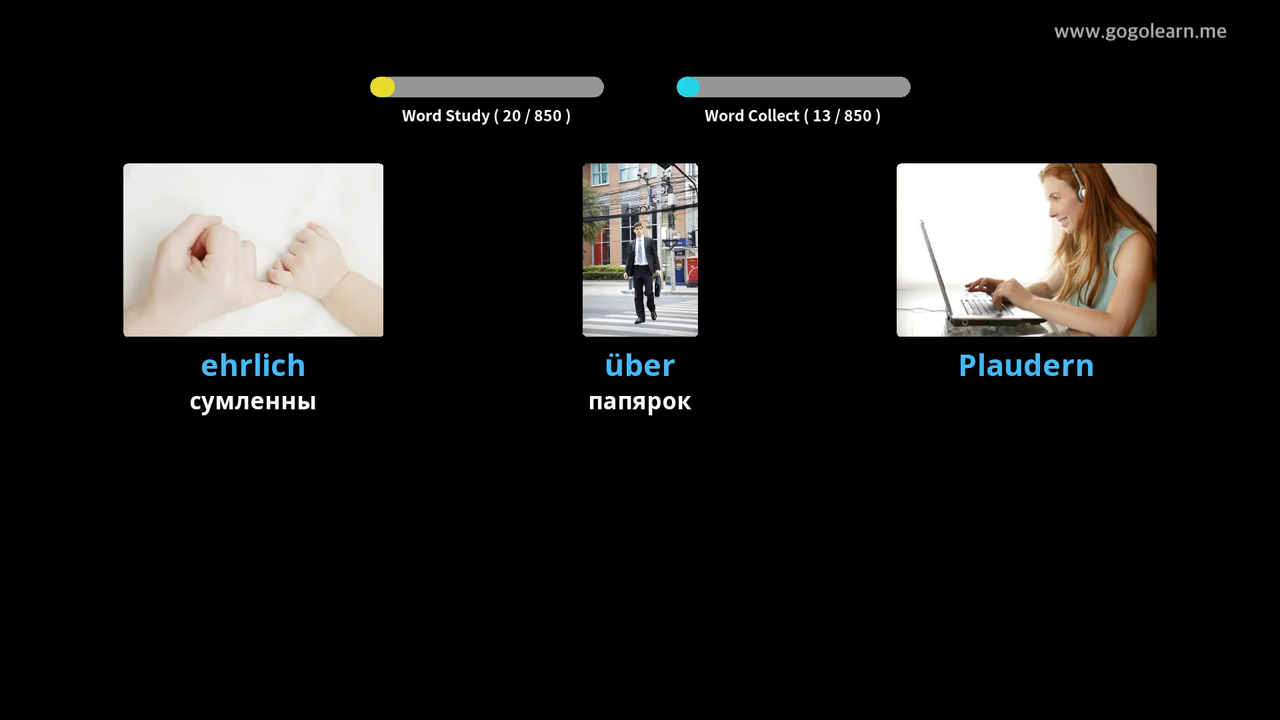 www.gogolearn.me
Word Study ( 20 / 850 )
Word Collect ( 13 / 850 )
ehrlich
сумленны
über
папярок
Plaudern